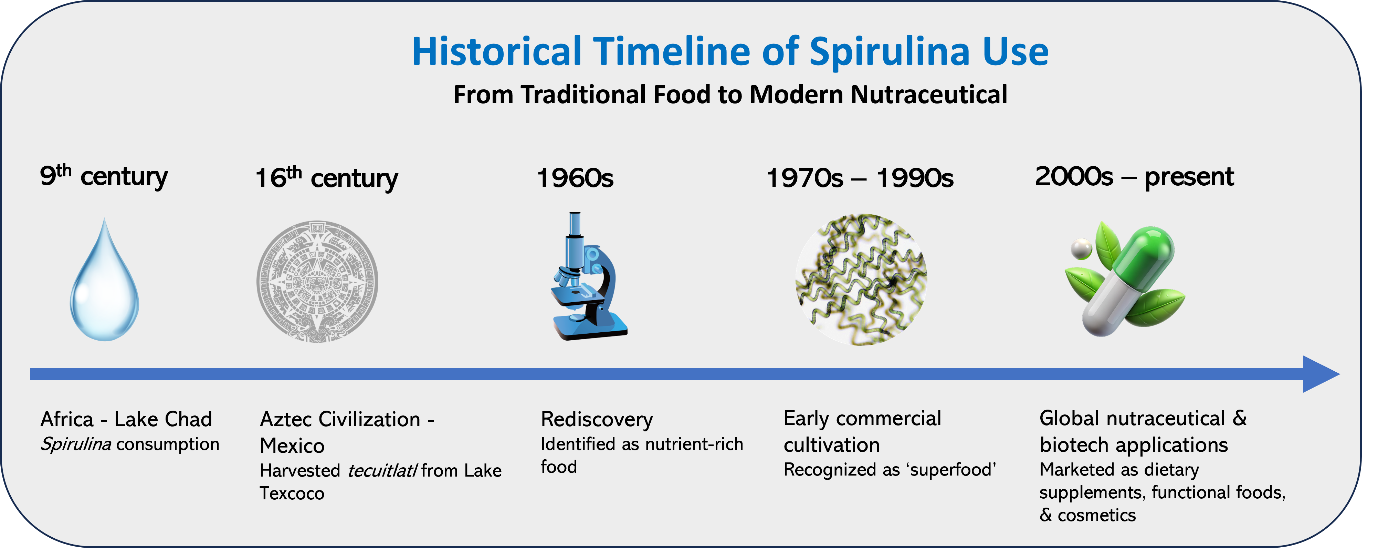 Historical Timeline of Spirulina Use
From Traditional Food to Modern Nutraceutical
9th century
16th century
1960s
1970s – 1990s
2000s – present
Africa - Lake Chad
Spirulina consumption
Aztec Civilization -
Mexico
Harvested tecuitlatl from Lake
Texcoco
Rediscovery
Identified as nutrient-rich
food
Early commercial
cultivation
Recognized as ‘superfood’
Global nutraceutical &
biotech applications
Marketed as dietary
supplements, functional foods,
& cosmetics